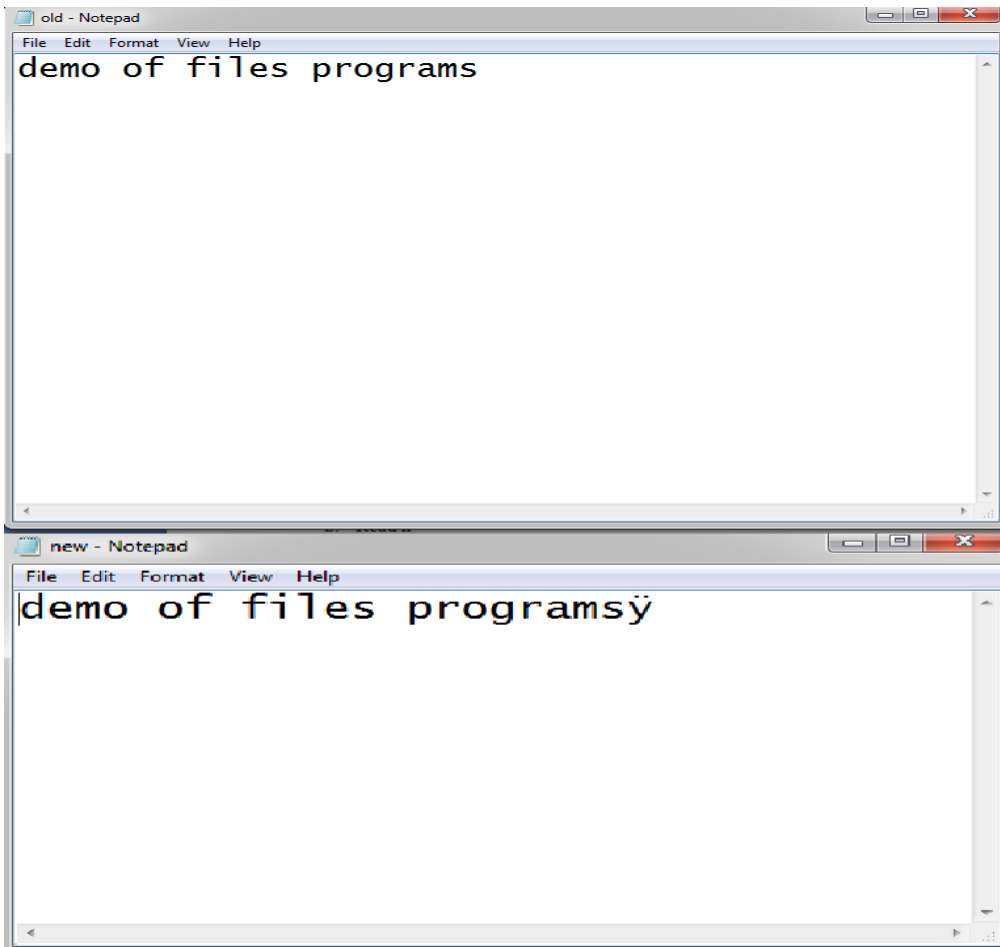 old - Notepad
File Edit Format View Help
demo of files programs
new - Notepad
File Edit Format View Help
demo of files programsÿ